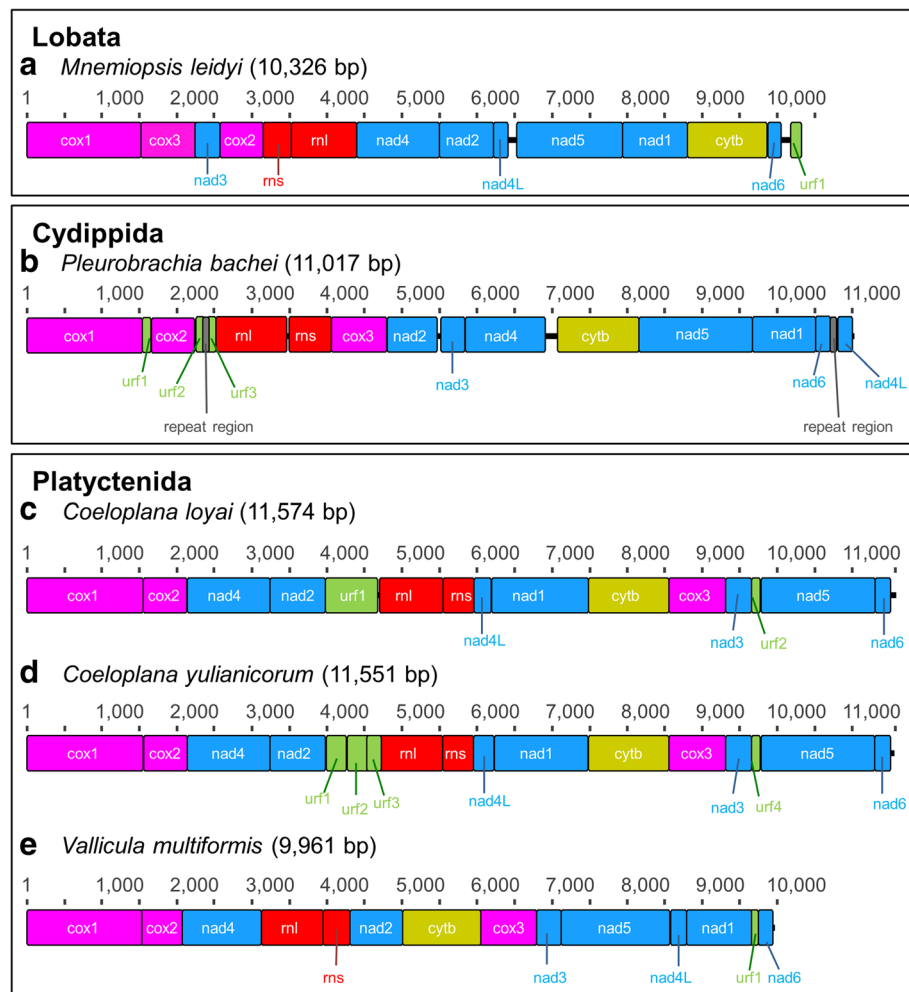 Lobata
a Mnemiopsis leidyi (10,326 bp)
1 1,000 2,000 3,000 4,000 5,000 6,000 7,000 8,000 9,000 10,000
cox1 cox3 cox2 rnl nad4 nad2 nad5 nad1 cytb
nad3 rns nad4L nad6 urf1
Cydippida
b Pleurobrachia bachei (11,017 bp)
1 1,000 2,000 3,000 4,000 5,000 6,000 7,000 8,000 9,000 10,000 11,000
cox1 cox2 rnl rns cox3 nad2 nad4 cytb nad5 nad1
urf1 urf2 urf3 nad3 nad6 nad4L
repeat region repeat region
Platyctenida
c Coeloplana loyai (11,574 bp)
1 1,000 2,000 3,000 4,000 5,000 6,000 7,000 8,000 9,000 10,000 11,000
cox1 cox2 nad4 nad2 urf1 rnl rns nad1 cytb cox3 nad5
nad4L nad3 urf2 nad6
d Coeloplana yulianicorum (11,551 bp)
1 1,000 2,000 3,000 4,000 5,000 6,000 7,000 8,000 9,000 10,000 11,000
cox1 cox2 nad4 nad2 rnl rns nad1 cytb cox3 nad5
urf1 urf2 urf3 nad4L nad3 urf4 nad6
e Vallicula multiformis (9,961 bp)
1 1,000 2,000 3,000 4,000 5,000 6,000 7,000 8,000 9,000 10,000
cox1 cox2 nad4 rnl nad2 cytb cox3 nad5 nad1
rns nad3 nad4L urf1 nad6